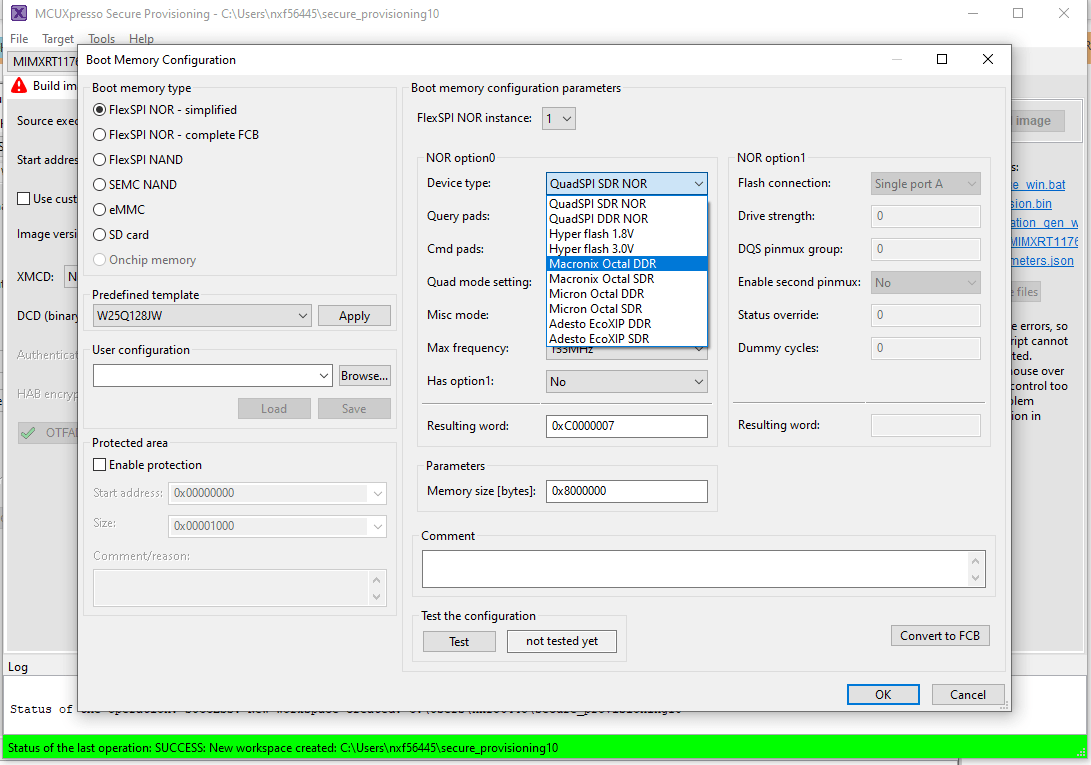 MCUXpresso Secure Provisioning - C:\Users\nxf56445\secure_provisioning10
File Target Tools Help
MIMXRT1176
Build im
Source exec
Start addres
Use cust
Image versi
XMCD: N
DCD (binary
Authenticat
HAB encryp
OTFA
Boot Memory Configuration
Boot memory type
FlexSPI NOR - simplified
FlexSPI NOR - complete FCB
FlexSPI NAND
SEMC NAND
eMMC
SD card
Onchip memory
Predefined template
W25Q128JW Apply
User configuration
Browse...
Load Save
Protected area
Enable protection
Start address: 0x00000000
Size: 0x00001000
Comment/reason:
Boot memory configuration parameters
FlexSPI NOR instance: 1
NOR option0
Device type: QuadSPI SDR NOR
QuadSPI SDR NOR
QuadSPI DDR NOR
Hyper flash 1.8V
Hyper flash 3.0V
Macronix Octal DDR
Macronix Octal SDR
Micron Octal DDR
Micron Octal SDR
Adesto EcoXIP DDR
Adesto EcoXIP SDR
Query pads:
Cmd pads:
Quad mode setting:
Misc mode:
Max frequency: 133MHz
Has option1: No
Resulting word: 0xC0000007
NOR option1
Flash connection: Single port A
Drive strength: 0
DQS pinmux group: 0
Enable second pinmux: No
Status override: 0
Dummy cycles: 0
Resulting word:
Parameters
Memory size [bytes]: 0x8000000
Comment
Test the configuration
Test not tested yet
Convert to FCB
OK Cancel
image
s:
e_win.bat
sion.bin
ation_gen_w
MIMXRT1176
meters.json
e files
e errors, so
ript cannot
ted.
ouse over
control too
blem
ion in
Log
Status of
Status of the last operation: SUCCESS: New workspace created: C:\Users\nxf56445\secure_provisioning10